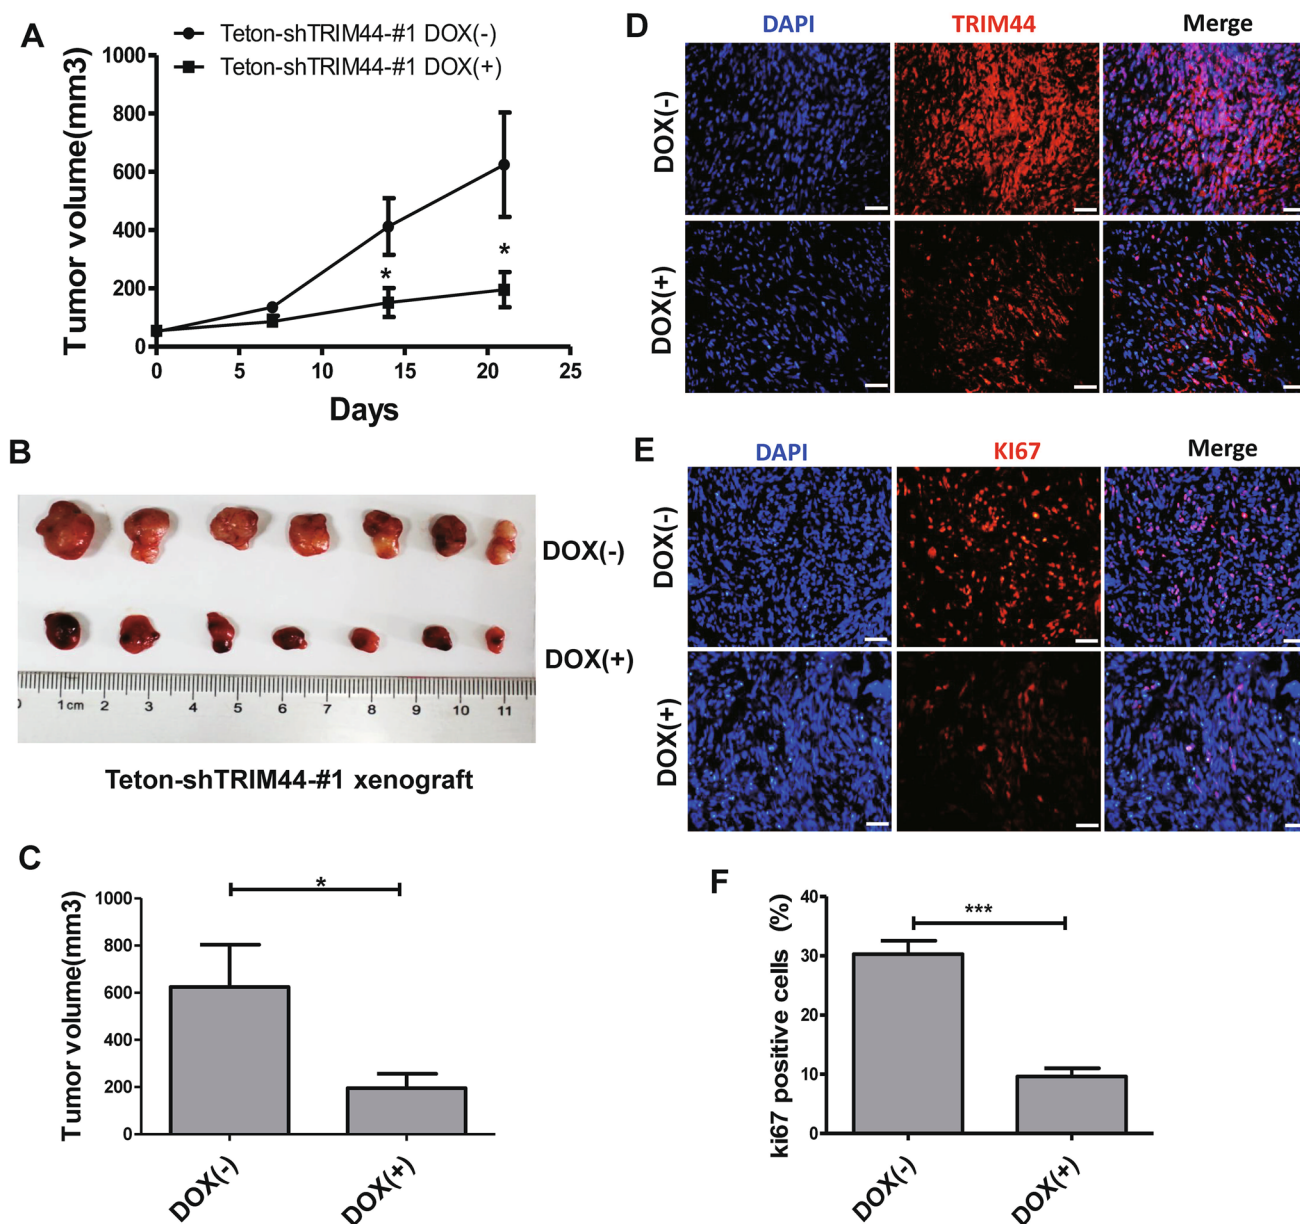 A
Teton-shTRIM44-#1 DOX(-)
Teton-shTRIM44-#1 DOX(+)
Tumor volume(mm3)
1000
800
600
400
200
0
*
*
0 5 10 15 20 25
Days
B
DOX(-)
DOX(+)
0 1cm 2 3 4 5 6 7 8 9 10 11
Teton-shTRIM44-#1 xenograft
C
Tumor volume(mm3)
1000
800
600
400
200
0
*
DOX(-)
DOX(+)
D
DAPI TRIM44 Merge
DOX(-)
DOX(+)
E
DAPI KI67 Merge
DOX(-)
DOX(+)
F
ki67 positive cells (%)
40
30
20
10
0
***
DOX(-)
DOX(+)